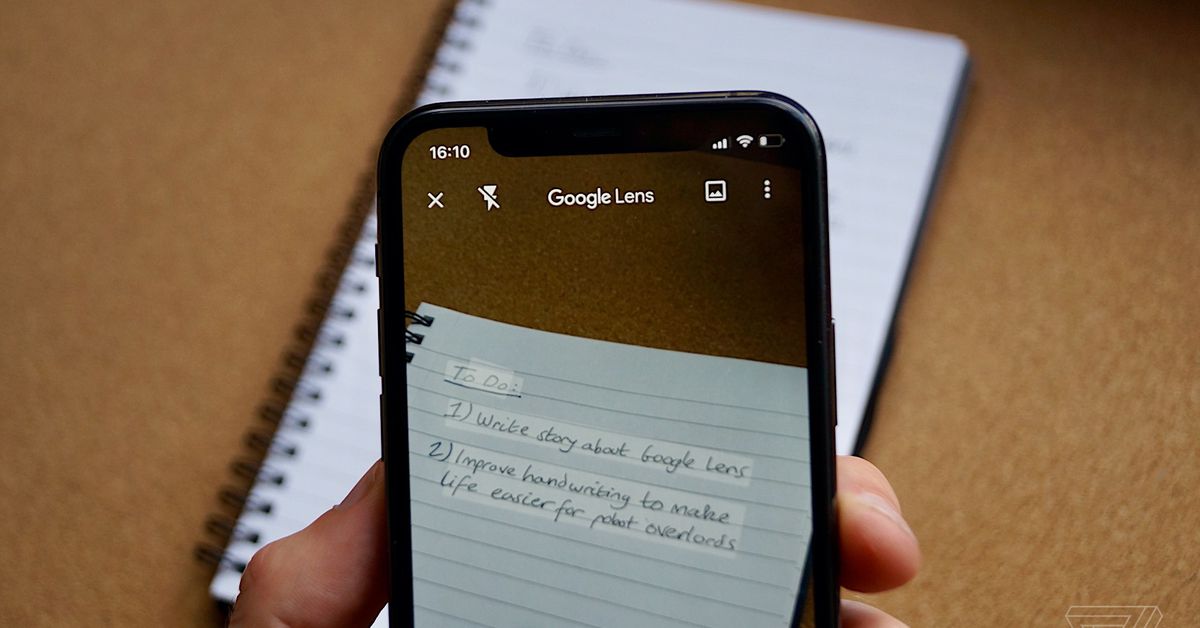 16:10
Google Lens
To Do:
1) Write story about Google Lens
2) Improve handwriting to make
life easier for robot overlords